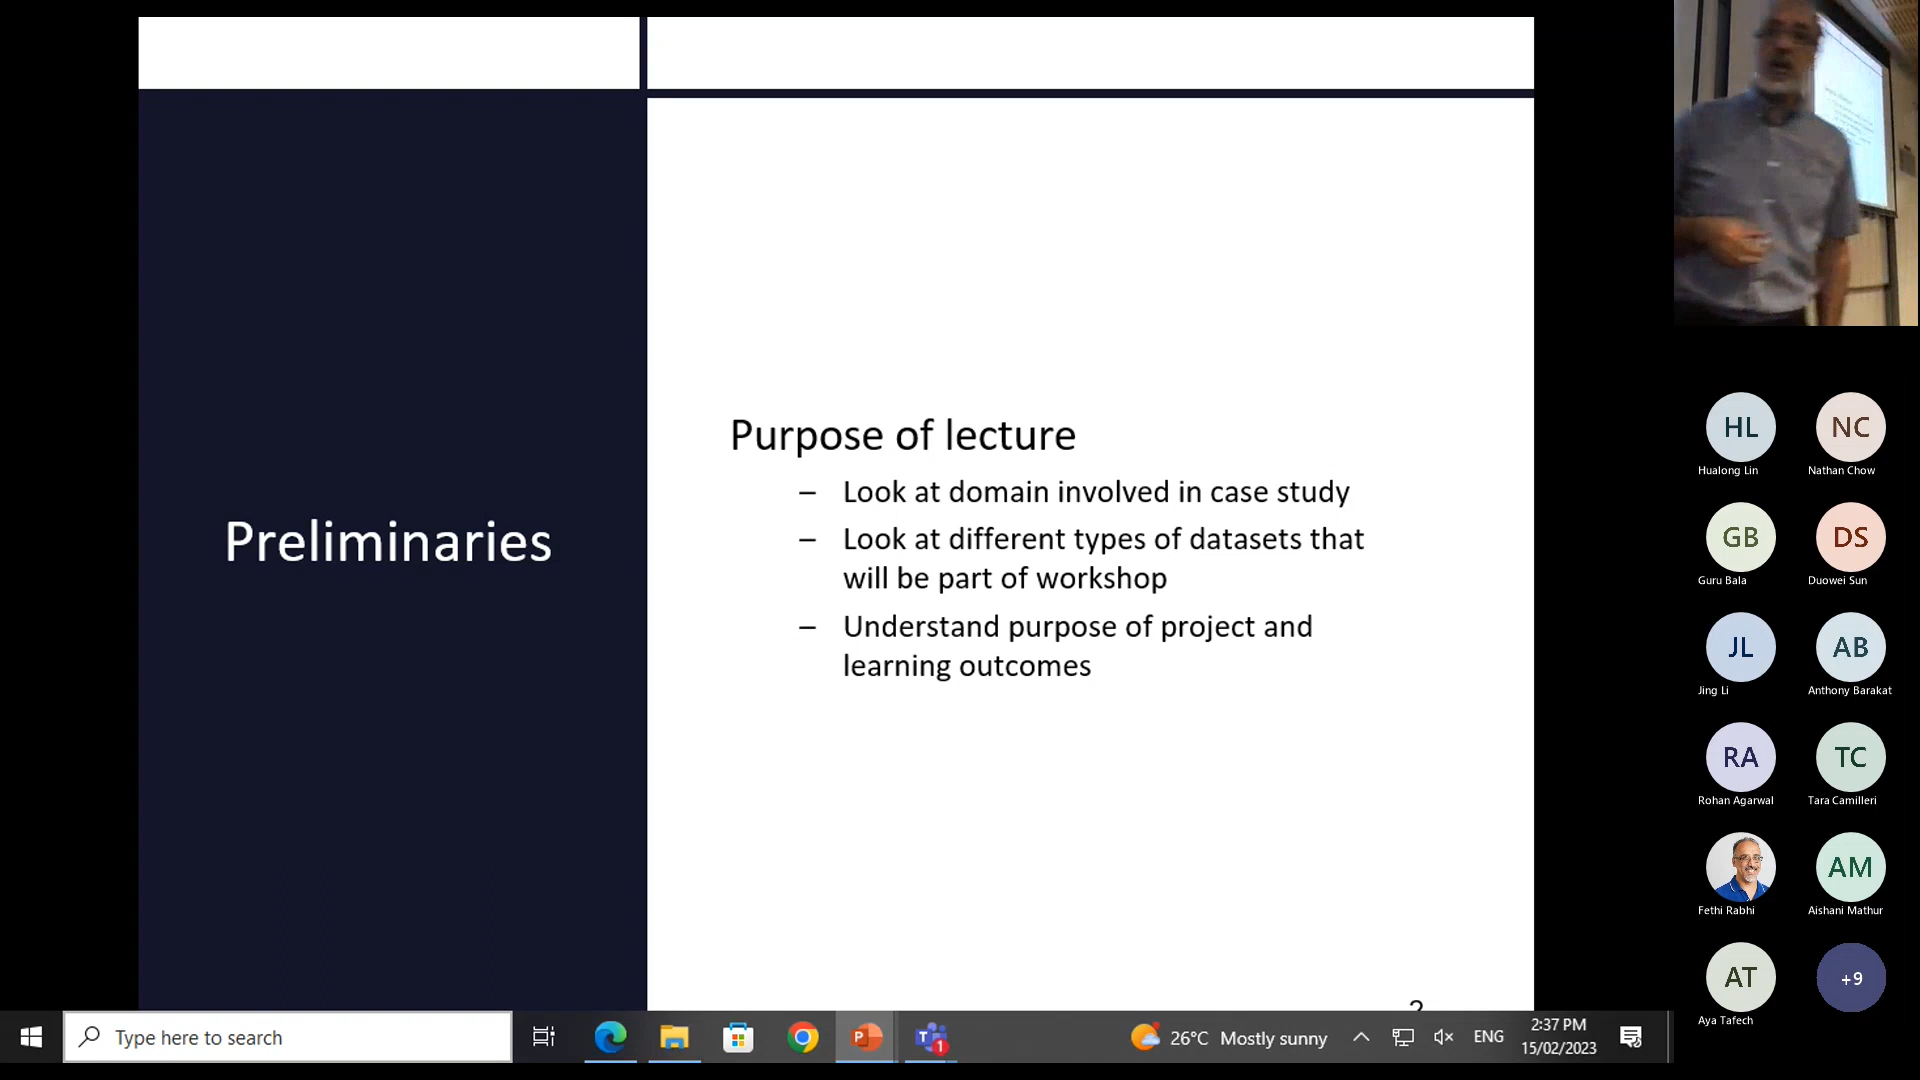 Preliminaries
Purpose of lecture
– Look at domain involved in case study
– Look at different types of datasets that
will be part of workshop
– Understand purpose of project and
learning outcomes
HL
NC
Hualong Lin
Nathan Chow
GB
DS
Guru Bala
Duowei Sun
JL
AB
Jing Li
Anthony Barakat
RA
TC
Rohan Agarwal
Tara Camilleri
AM
Fethi Rabhi
Aishani Mathur
AT
+9
Aya Tafech
Type here to search
26°C Mostly sunny
ENG
2:37 PM
15/02/2023